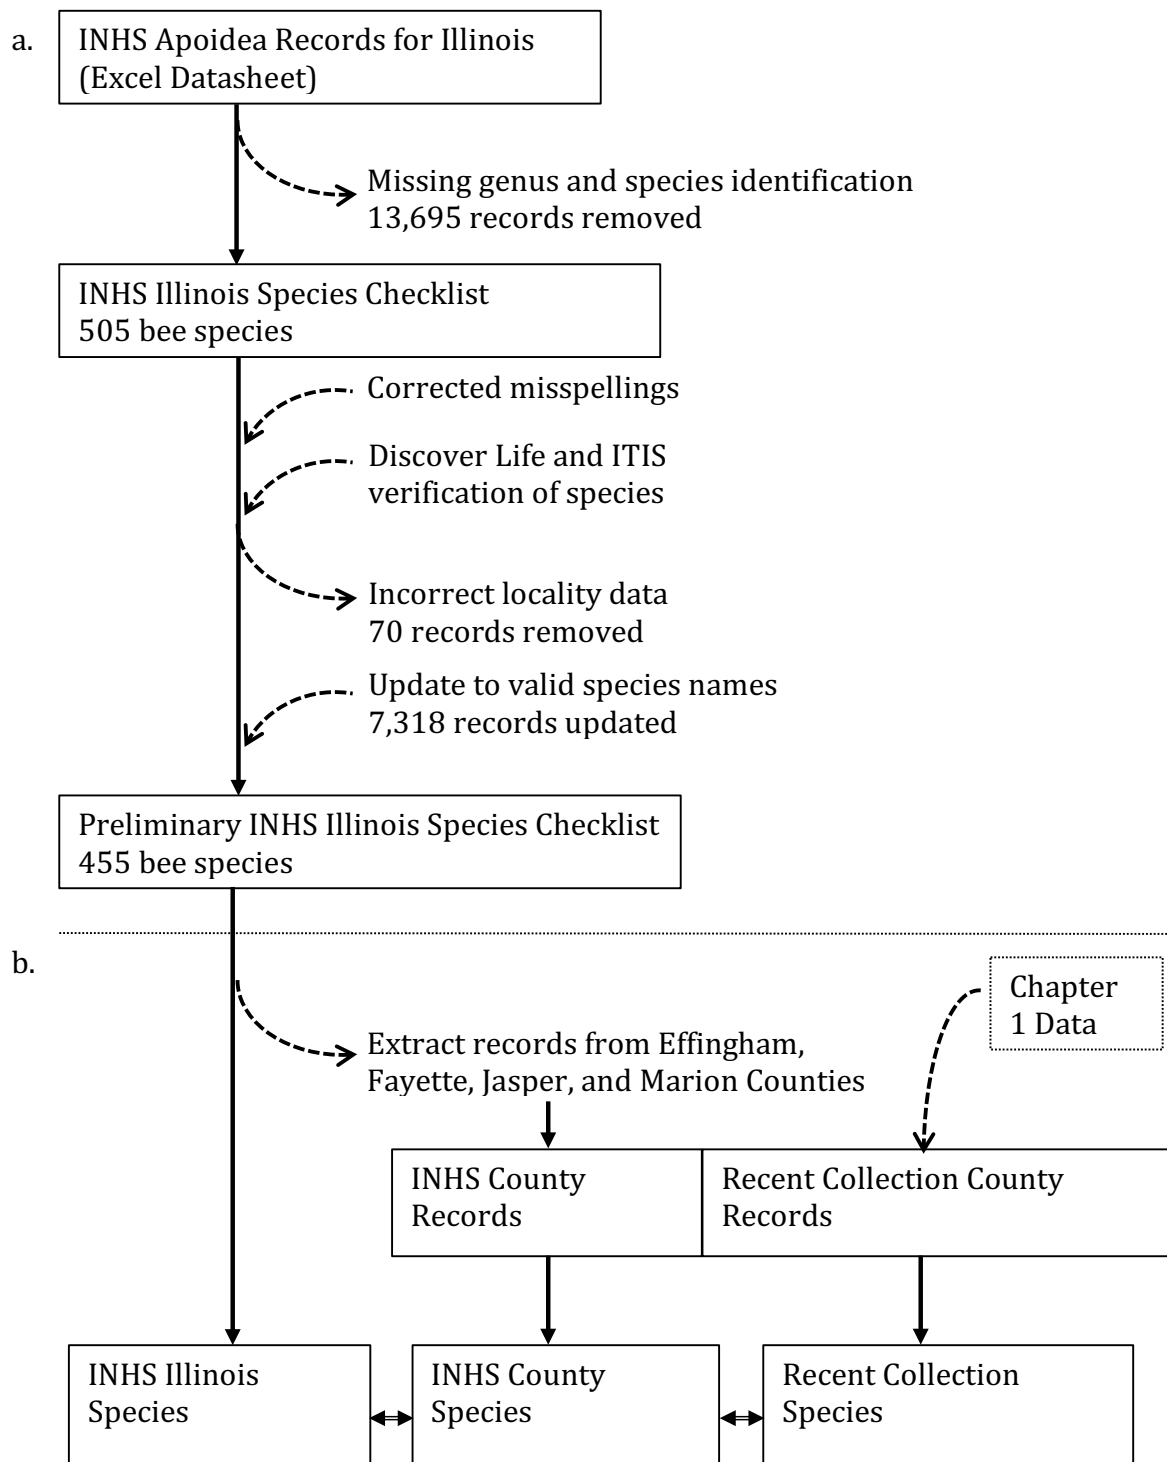 a.
INHS Apoidea Records for Illinois
(Excel Datasheet)
Missing genus and species identification
13,695 records removed
INHS Illinois Species Checklist
505 bee species
Corrected misspellings
Discover Life and ITIS
verification of species
Incorrect locality data
70 records removed
Update to valid species names
7,318 records updated
Preliminary INHS Illinois Species Checklist
455 bee species
b.
Chapter
1 Data
Extract records from Effingham,
Fayette, Jasper, and Marion Counties
INHS County
Records
Recent Collection County
Records
INHS Illinois
Species
INHS County
Species
Recent Collection
Species